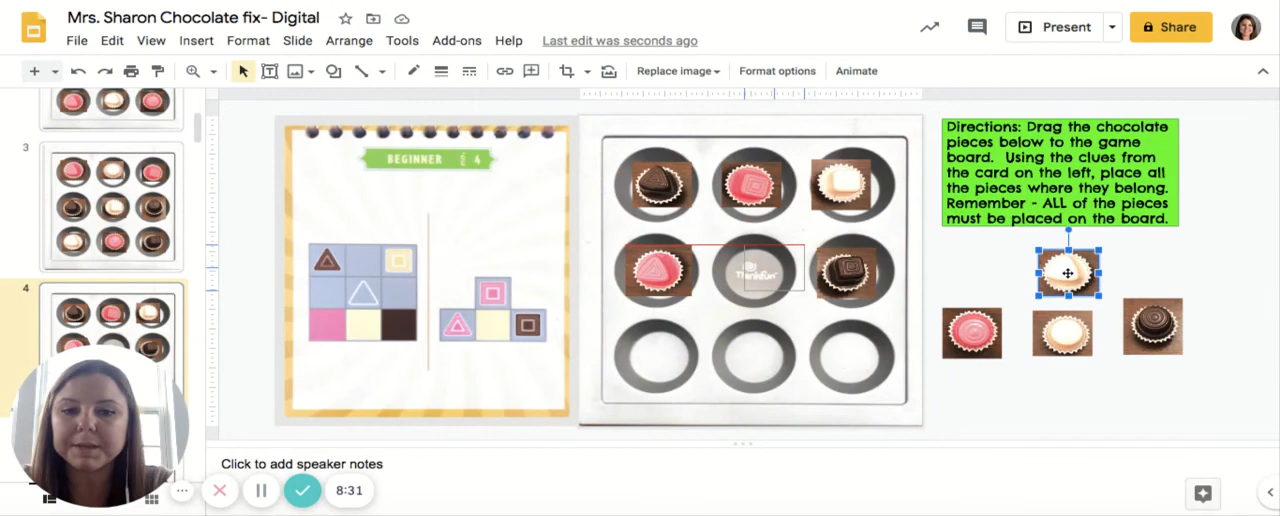 Mrs. Sharon Chocolate fix- Digital
File Edit View Insert Format Slide Arrange Tools Add-ons Help Last edit was seconds ago
Present
Share
Replace image Format options Animate
3
4
BEGINNER 4
ThinkFun
Directions: Drag the chocolate
pieces below to the game
board. Using the clues from
the card on the left, place all
the pieces where they belong.
Remember - ALL of the pieces
must be placed on the board.
Click to add speaker notes
8:31